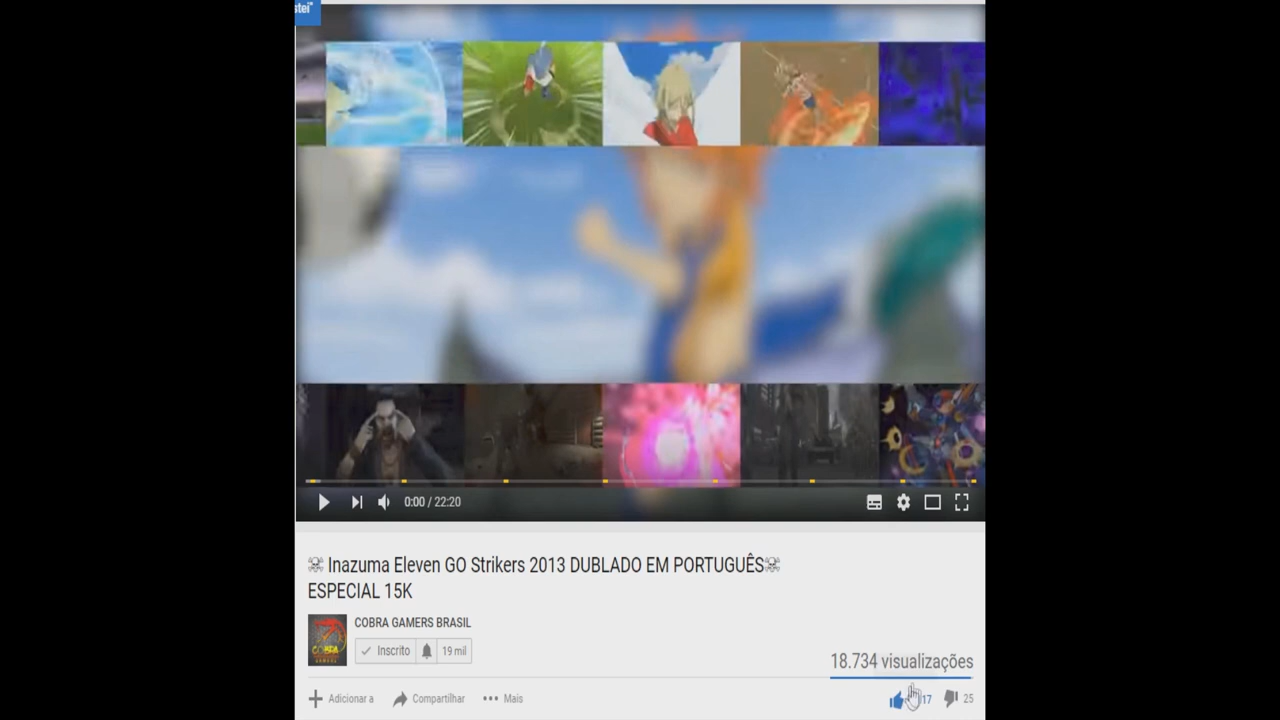 0:00 / 22:20
☠ Inazuma Eleven GO Strikers 2013 DUBLADO EM PORTUGUÊS☠
ESPECIAL 15K
COBRA GAMERS BRASIL
COBRA
Inscrito 19 mil
18.734 visualizações
Adicionar a Compartilhar Mais 25